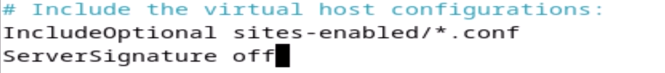 # Include the virtual host configurations:
IncludeOptional sites-enabled/*.conf
ServerSignature off